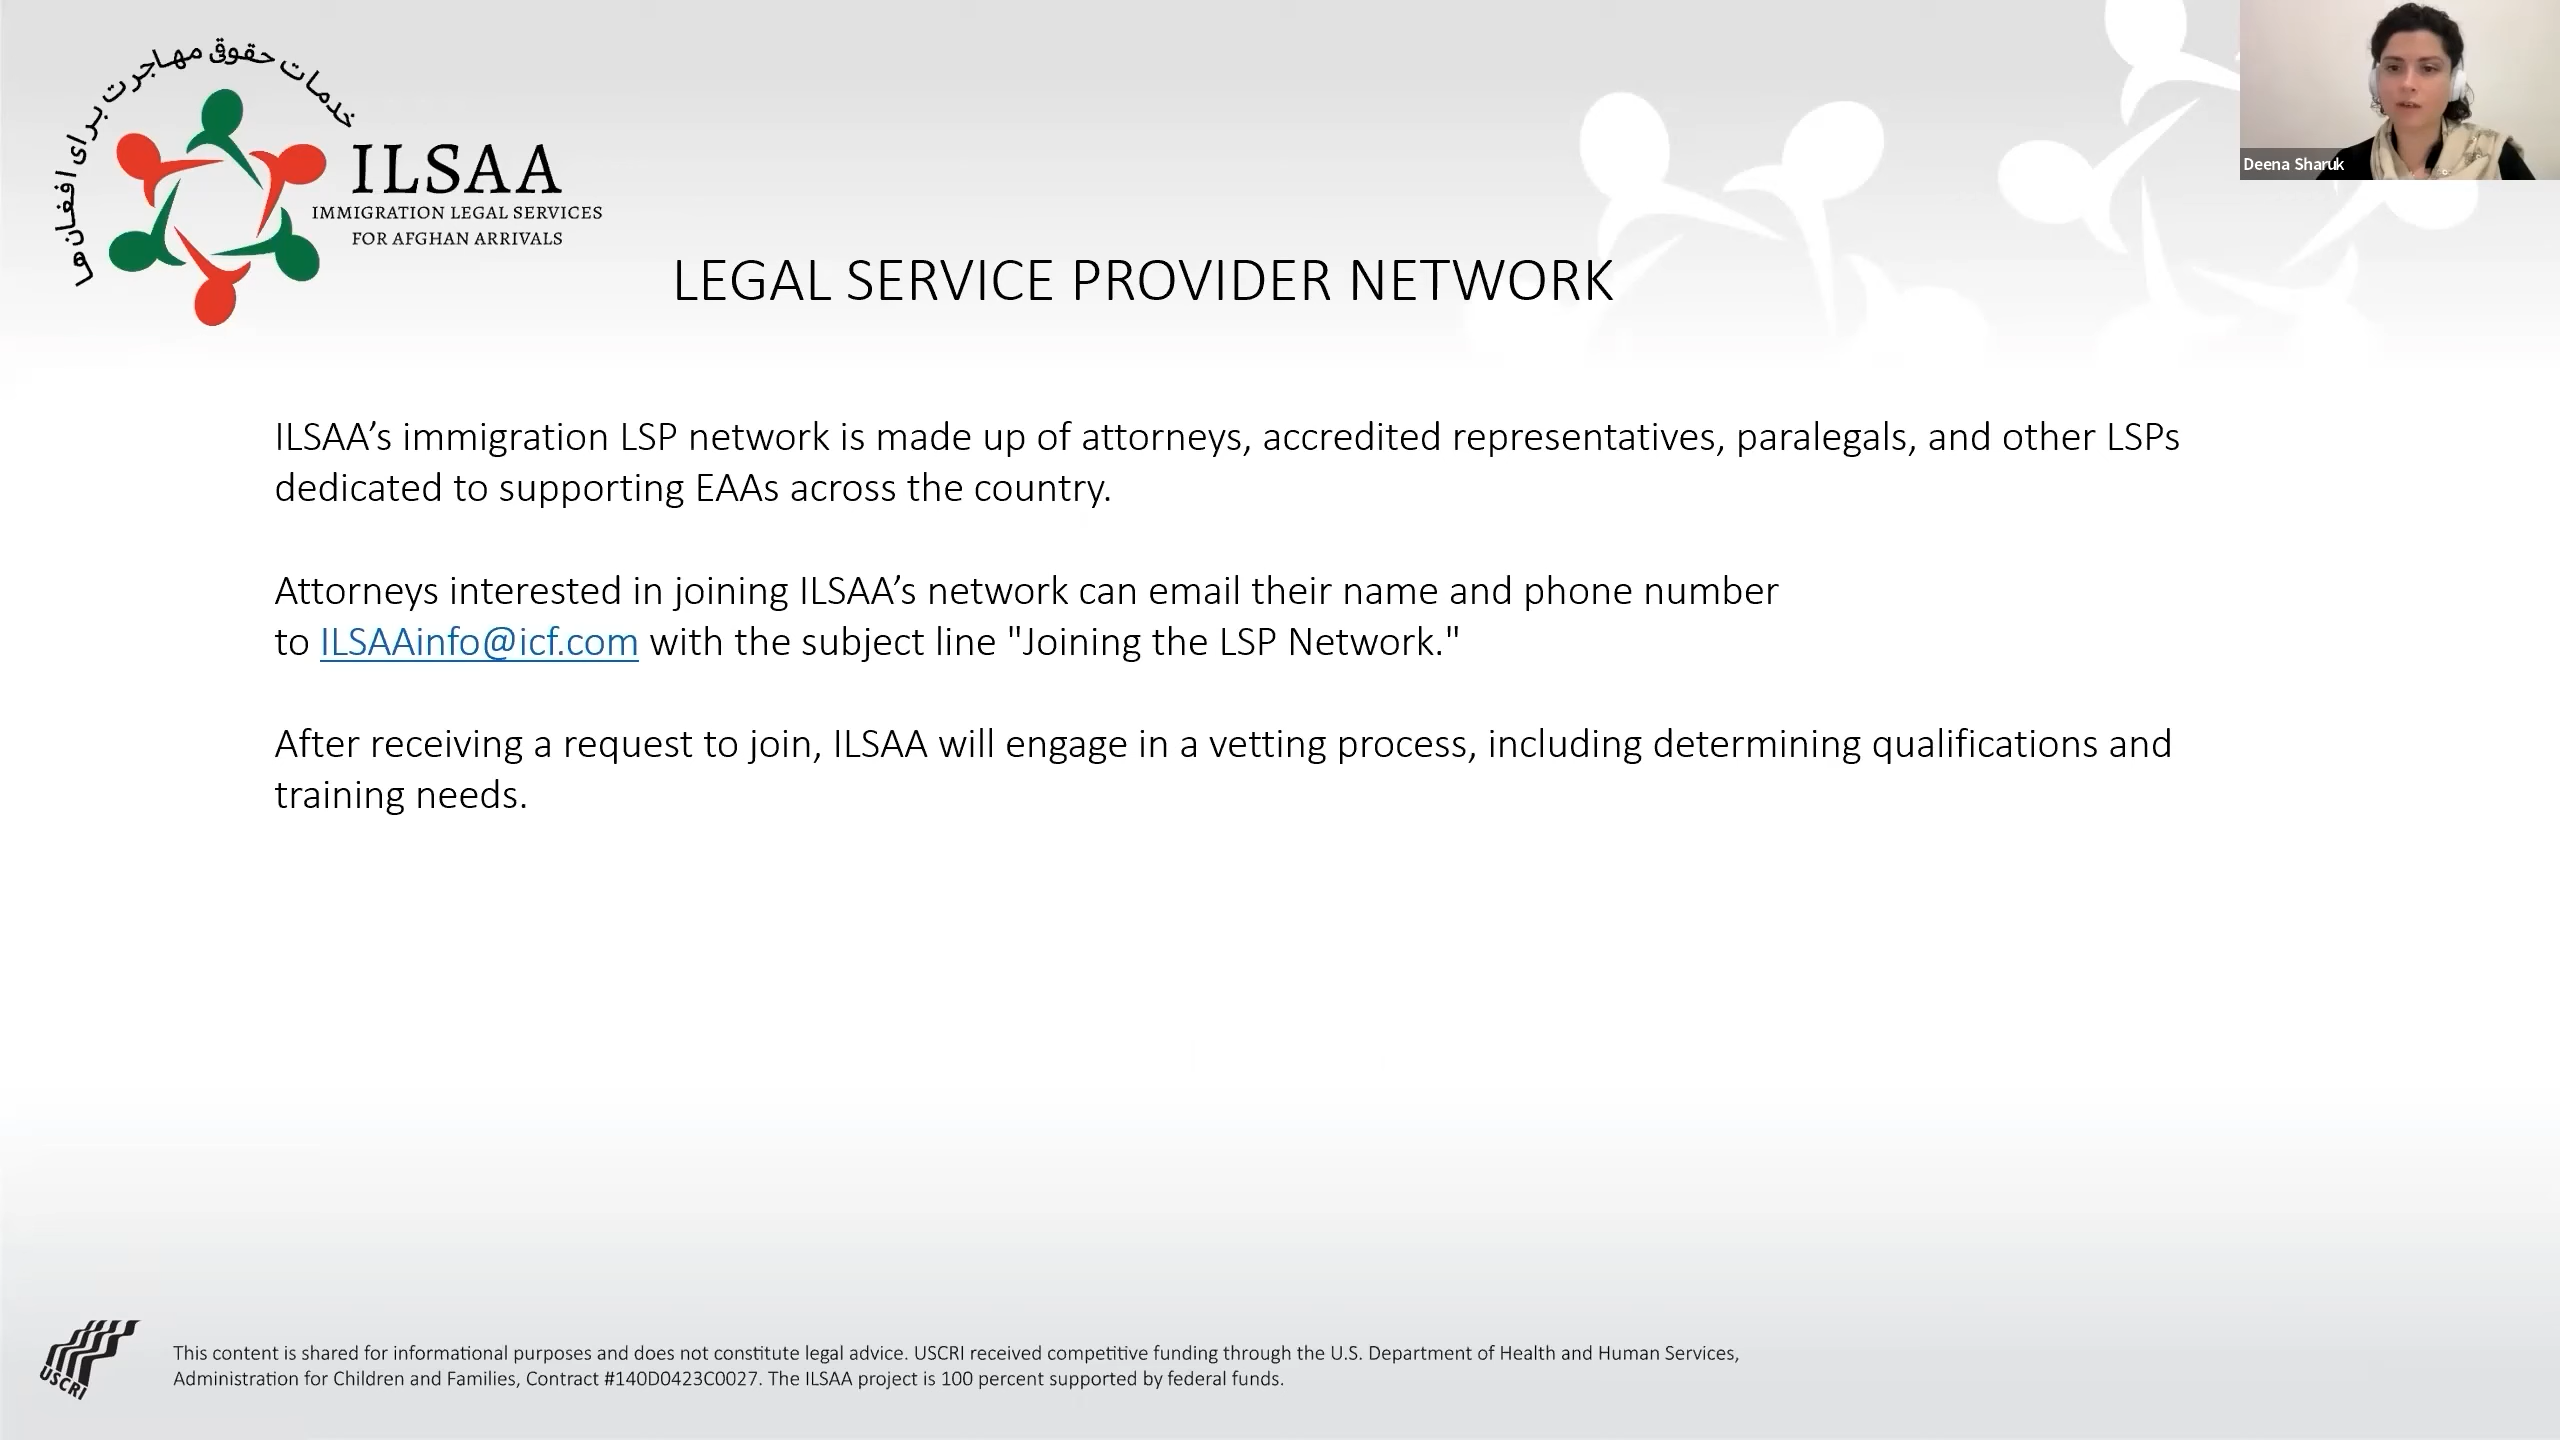 خدمات حقوقی مهاجرت برای افغان‌ها
ILSAA
IMMIGRATION LEGAL SERVICES
FOR AFGHAN ARRIVALS
Deena Sharuk
LEGAL SERVICE PROVIDER NETWORK
ILSAA’s immigration LSP network is made up of attorneys, accredited representatives, paralegals, and other LSPs
dedicated to supporting EAAs across the country.
Attorneys interested in joining ILSAA’s network can email their name and phone number
to ILSAAinfo@icf.com with the subject line "Joining the LSP Network."
After receiving a request to join, ILSAA will engage in a vetting process, including determining qualifications and
training needs.
USCRI
This content is shared for informational purposes and does not constitute legal advice. USCRI received competitive funding through the U.S. Department of Health and Human Services,
Administration for Children and Families, Contract #140D0423C0027. The ILSAA project is 100 percent supported by federal funds.